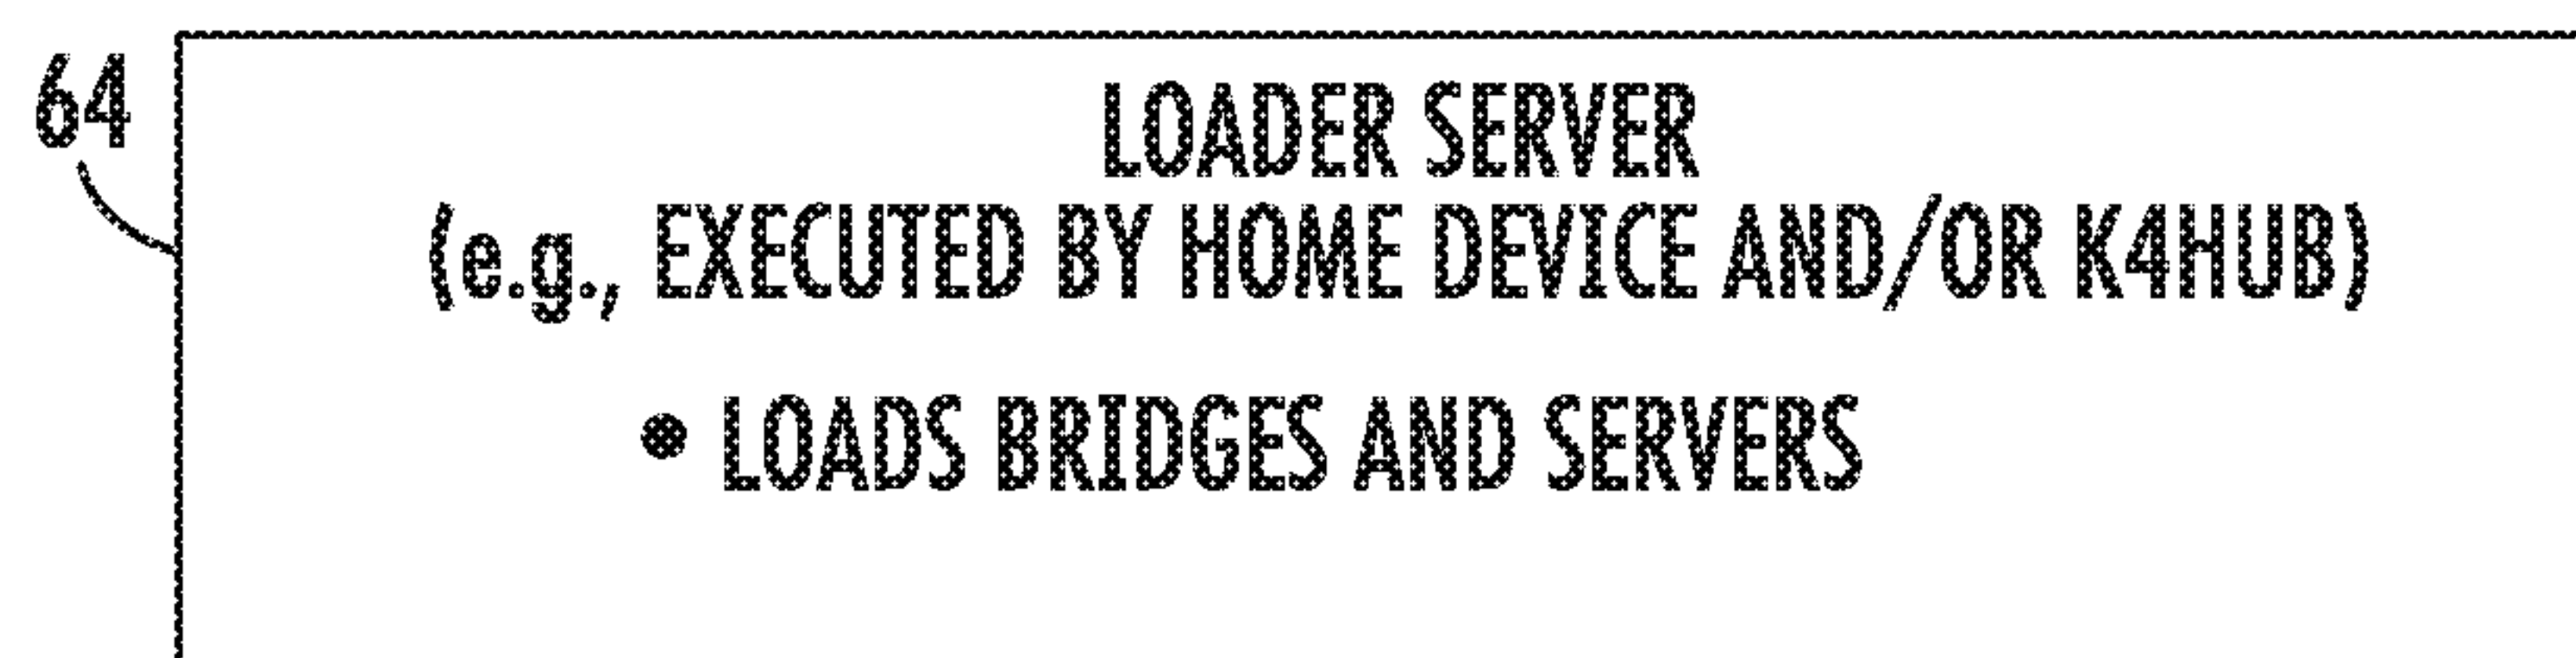 64
LOADER SERVER
(e.g., EXECUTED BY HOME DEVICE AND/OR K4HUB)
• LOADS BRIDGES AND SERVERS